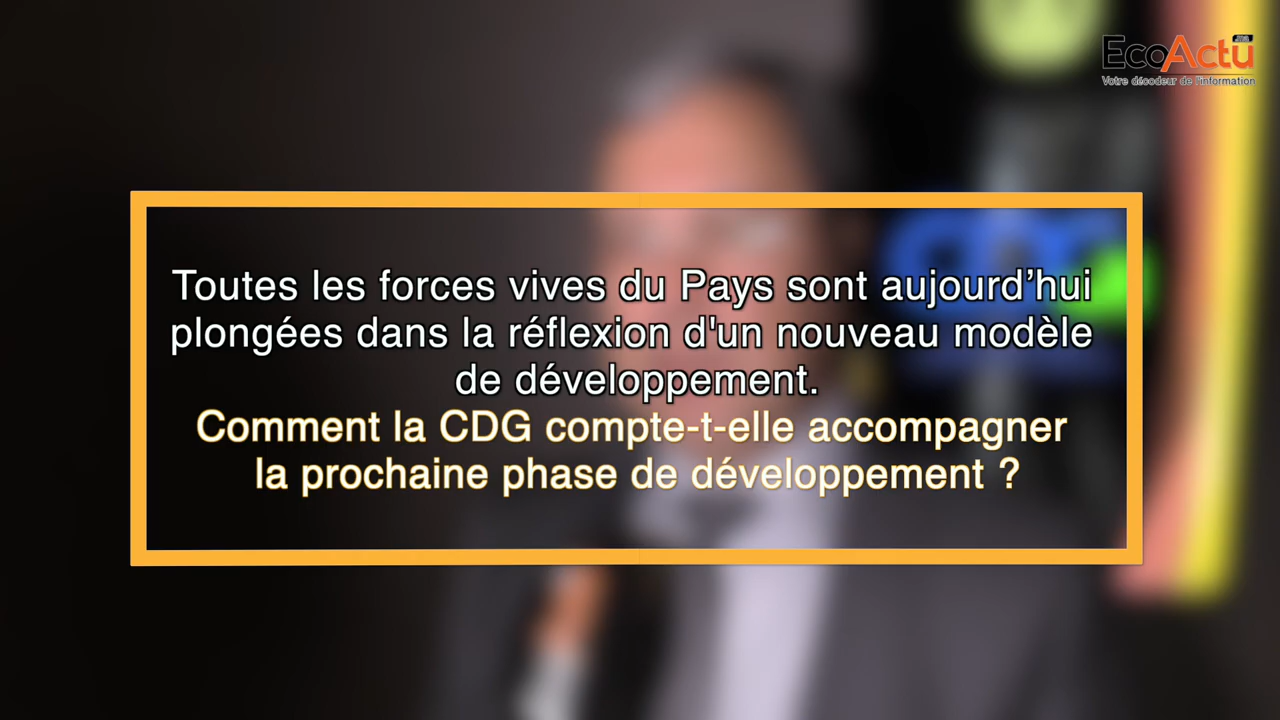 EcoActu
Votre décodeur de l'information
Toutes les forces vives du Pays sont aujourd’hui
plongées dans la réflexion d'un nouveau modèle
de développement.
Comment la CDG compte-t-elle accompagner
la prochaine phase de développement ?